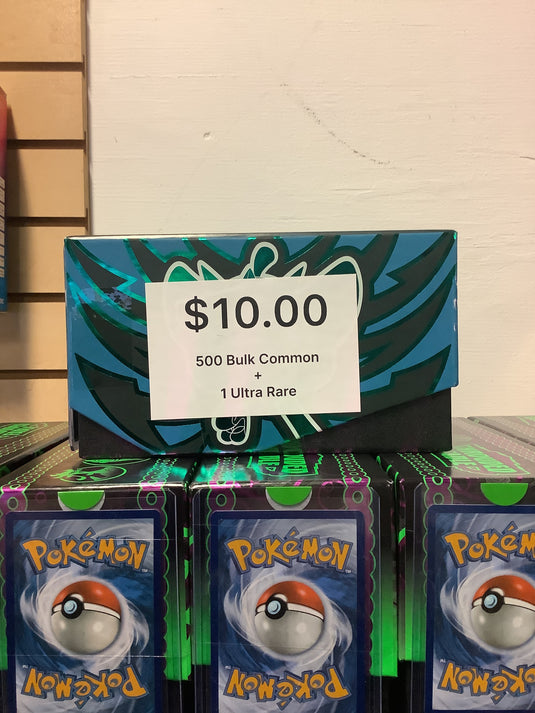 $10.00
500 Bulk Common
+
1 Ultra Rare
POKéMON
POKéMON
POKéMON
POKéMON
POKéMON
POKéMON